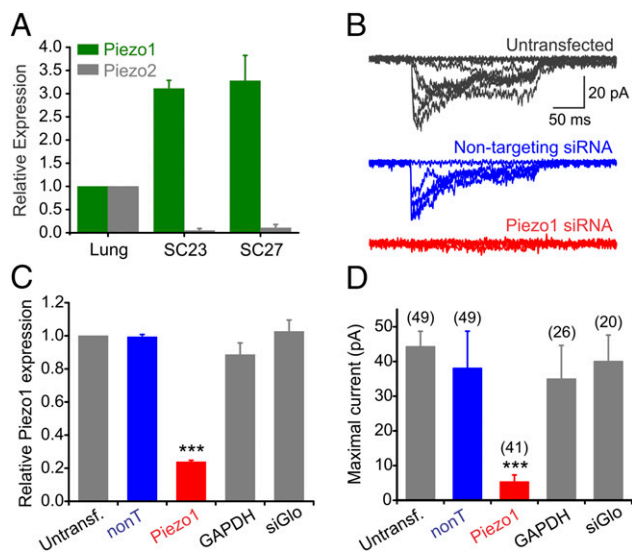 A
Relative Expression
4.0
3.5
3.0
2.5
2.0
1.5
1.0
0.5
0.0
Piezo1
Piezo2
Lung
SC23
SC27
B
Untransfected
20 pA
50 ms
Non-targeting siRNA
Piezo1 siRNA
C
Relative Piezo1 expression
1.2
1.0
0.8
0.6
0.4
0.2
0.0
***
Untransf.
nonT
Piezo1
GAPDH
siGlo
D
Maximal current (pA)
50
40
30
20
10
0
(49)
(49)
(41)
***
(26)
(20)
Untransf.
nonT
Piezo1
GAPDH
siGlo